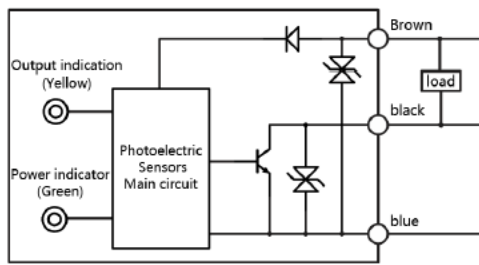 Brown
Output indication
(Yellow)
load
black
Photoelectric
Sensors
Main circuit
Power indicator
(Green)
blue